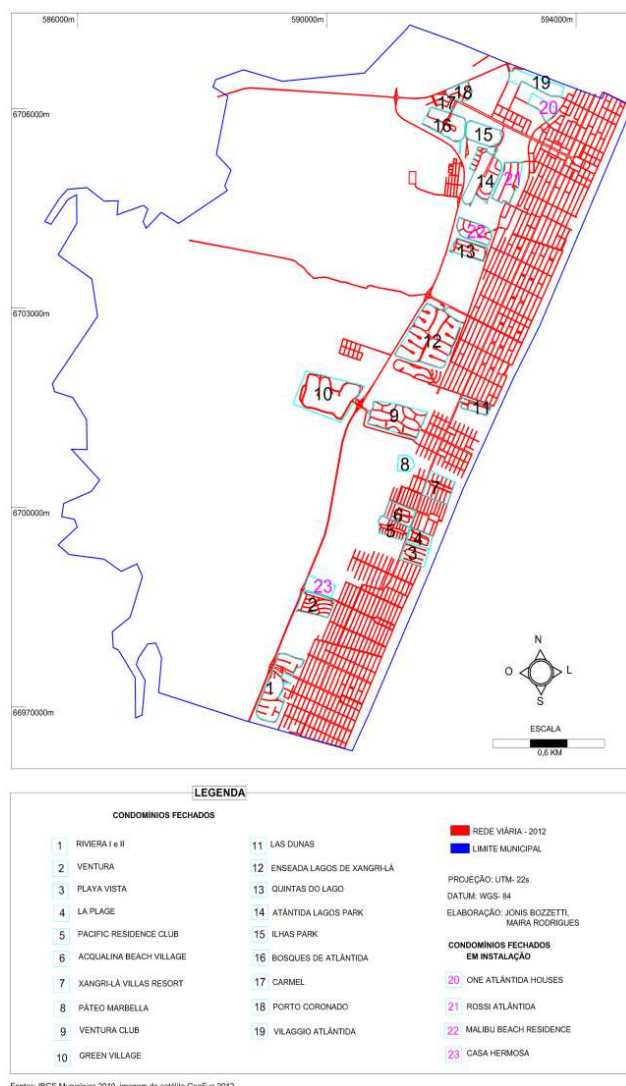 586000m
590000m
594000m
6706000m
6703000m
6700000m
66970000m
19
18
20
17
16
15
14
21
22
13
12
10
9
11
8
7
6
5
4
3
23
2
1
N
O
L
S
ESCALA
0,6 KM
LEGENDA
CONDOMÍNIOS FECHADOS
1 RIVIERA I e II
2 VENTURA
3 PLAYA VISTA
4 LA PLAGE
5 PACIFIC RESIDENCE CLUB
6 ACQUALINA BEACH VILLAGE
7 XANGRI-LÀ VILLAS RESORT
8 PÁTEO MARBELLA
9 VENTURA CLUB
10 GREEN VILLAGE
11 LAS DUNAS
12 ENSEADA LAGOS DE XANGRI-LÁ
13 QUINTAS DO LAGO
14 ATÂNTIDA LAGOS PARK
15 ILHAS PARK
16 BOSQUES DE ATLÂNTIDA
17 CARMEL
18 PORTO CORONADO
19 VILAGGIO ATLÂNTIDA
REDE VIÁRIA - 2012
LIMITE MUNICIPAL
PROJEÇÃO: UTM- 22s
DATUM: WGS- 84
ELABORAÇÃO: JONIS BOZZETTI,
MAIRA RODRIGUES
CONDOMÍNIOS FECHADOS
EM INSTALAÇÃO
20 ONE ATLÂNTIDA HOUSES
21 ROSSI ATLÂNTIDA
22 MALIBU BEACH RESIDENCE
23 CASA HERMOSA